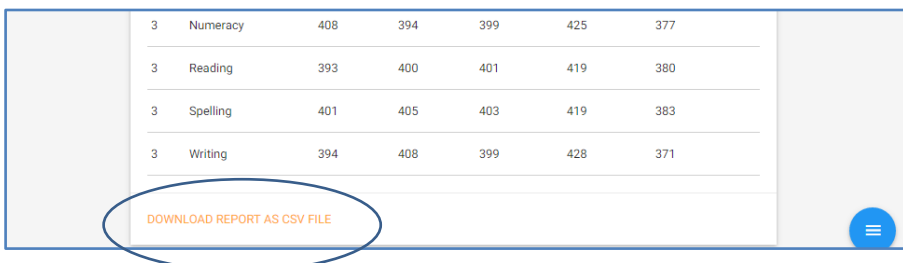 3 Numeracy 408 394 399 425 377
3 Reading 393 400 401 419 380
3 Spelling 401 405 403 419 383
3 Writing 394 408 399 428 371
DOWNLOAD REPORT AS CSV FILE